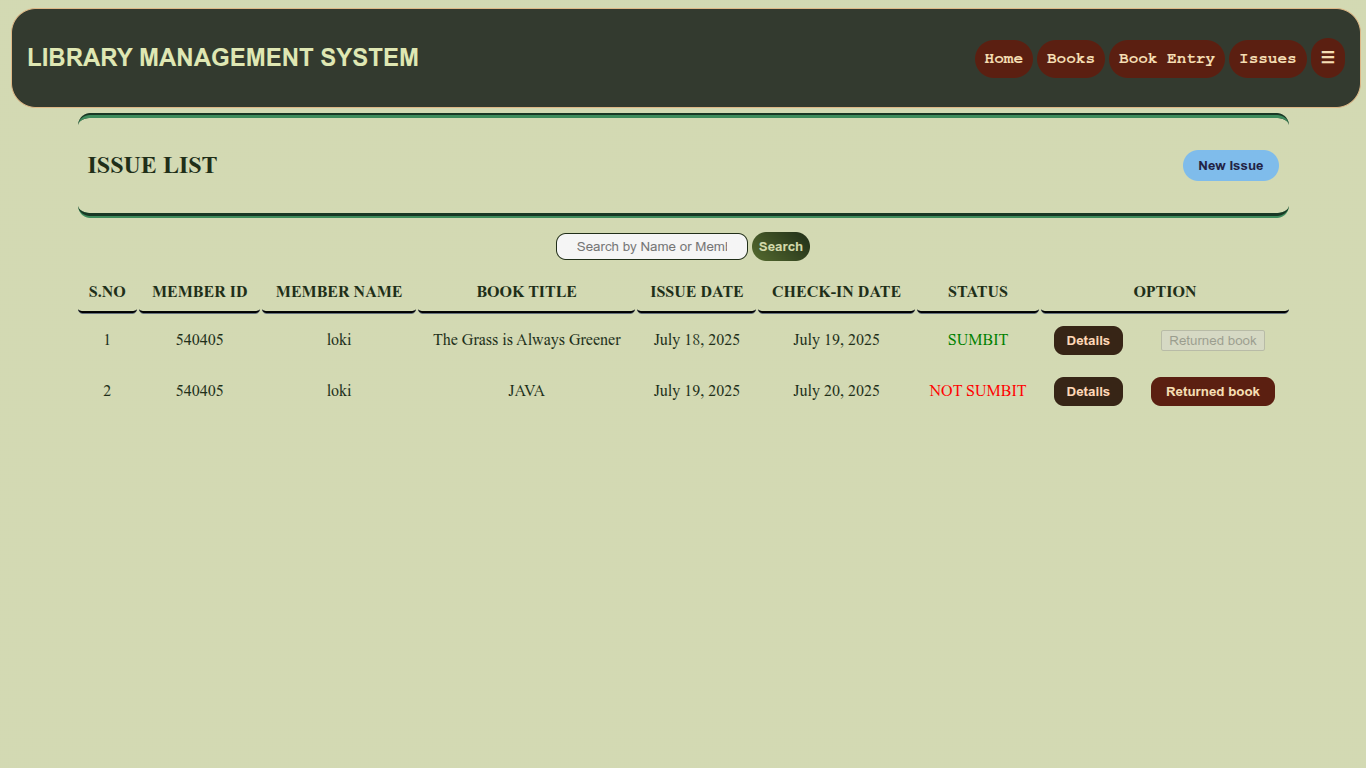 LIBRARY MANAGEMENT SYSTEM Home Books Book Entry Issues ☰
ISSUE LIST New Issue
Search by Name or Meml Search
S.NO MEMBER ID MEMBER NAME BOOK TITLE ISSUE DATE CHECK-IN DATE STATUS OPTION
1 540405 loki The Grass is Always Greener July 18, 2025 July 19, 2025 SUMBIT Details Returned book
2 540405 loki JAVA July 19, 2025 July 20, 2025 NOT SUMBIT Details Returned book